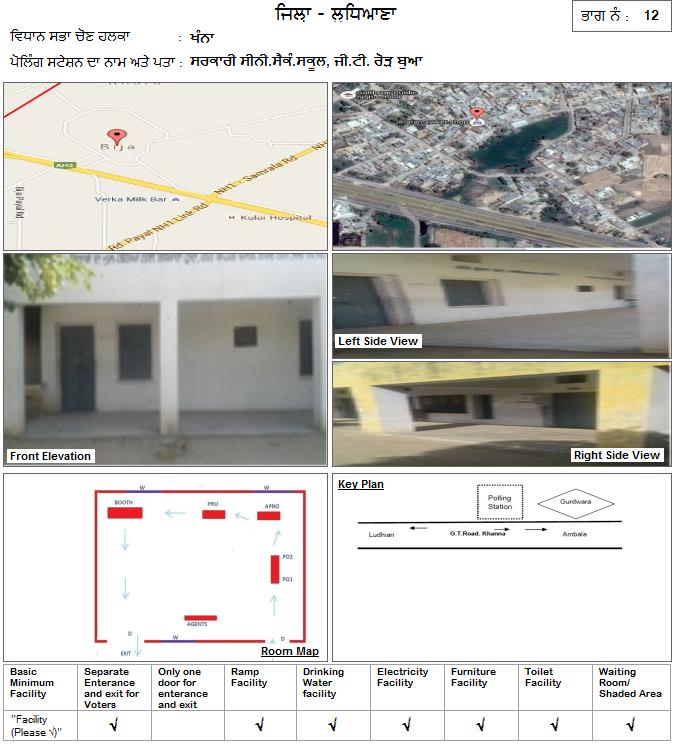 ਜਿਲ੍ਹਾ - ਲੁਧਿਆਣਾ
ਭਾਗ ਨੰ : 12
ਵਿਧਾਨ ਸਭਾ ਚੋਣ ਹਲਕਾ : ਖੰਨਾ
ਪੋਲਿੰਗ ਸਟੇਸ਼ਨ ਦਾ ਨਾਮ ਅਤੇ ਪਤਾ : ਸਰਕਾਰੀ ਸੀਨੀ.ਸੈਕੰ.ਸਕੂਲ, ਜੀ.ਟੀ. ਰੋੜ ਬੁਆ
Bija
AH2
Verka Milk Bar
NH1 - Samrala Rd
Rd Payal NH1 Link Rd
Kular Hospital
Bija Payal Rd
Front Elevation
Left Side View
Right Side View
W W
BOOTH PRO APRO
PO2
PO1
AGENTS
D W D
EXIT
Room Map
Key Plan
Polling
Station
Gurdwara
Ludhian G.T.Road. Khanna Ambala
Basic Minimum Facility
Separate Enterance and exit for Voters
Only one door for enterance and exit
Ramp Facility
Drinking Water facility
Electricity Facility
Furniture Facility
Toilet Facility
Waiting Room/ Shaded Area
"Facility (Please √)" √ √ √ √ √ √ √